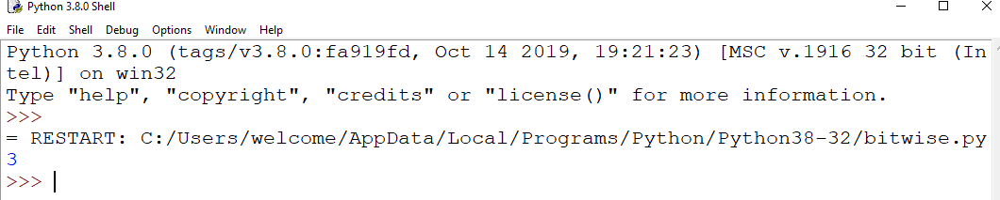 Python 3.8.0 Shell
File Edit Shell Debug Options Window Help
Python 3.8.0 (tags/v3.8.0:fa919fd, Oct 14 2019, 19:21:23) [MSC v.1916 32 bit (In
tel)] on win32
Type "help", "copyright", "credits" or "license()" for more information.
>>>
= RESTART: C:/Users/welcome/AppData/Local/Programs/Python/Python38-32/bitwise.py
3
>>>